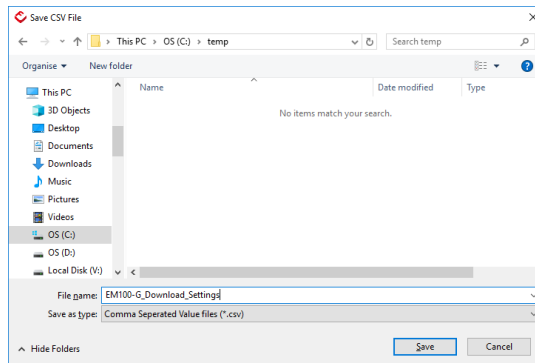 Save CSV File
This PC > OS (C:) > temp
Search temp
Organise
New folder
This PC
3D Objects
Desktop
Documents
Downloads
Music
Pictures
Videos
OS (C:)
OS (D:)
Local Disk (V:)
Name
Date modified
Type
No items match your search.
File name: EM100-G_Download_Settings
Save as type: Comma Seperated Value files (*.csv)
Hide Folders
Save
Cancel